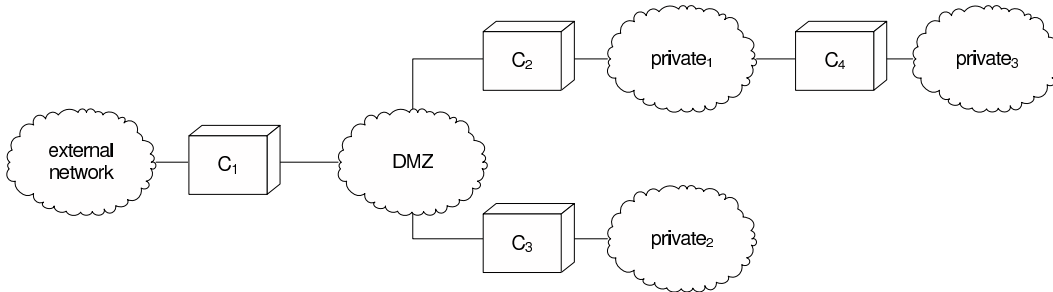 external
network
C₁
DMZ
C₂
private₁
C₄
private₃
C₃
private₂